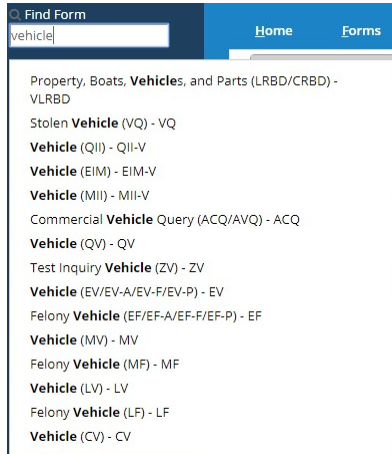 Find Form
vehicle
Home
Forms
Property, Boats, Vehicles, and Parts (LRBD/CRBD) -
VLRBD
Stolen Vehicle (VQ) - VQ
Vehicle (QII) - QII-V
Vehicle (EIM) - EIM-V
Vehicle (MII) - MII-V
Commercial Vehicle Query (ACQ/AVQ) - ACQ
Vehicle (QV) - QV
Test Inquiry Vehicle (ZV) - ZV
Vehicle (EV/EV-A/EV-F/EV-P) - EV
Felony Vehicle (EF/EF-A/EF-F/EF-P) - EF
Vehicle (MV) - MV
Felony Vehicle (MF) - MF
Vehicle (LV) - LV
Felony Vehicle (LF) - LF
Vehicle (CV) - CV